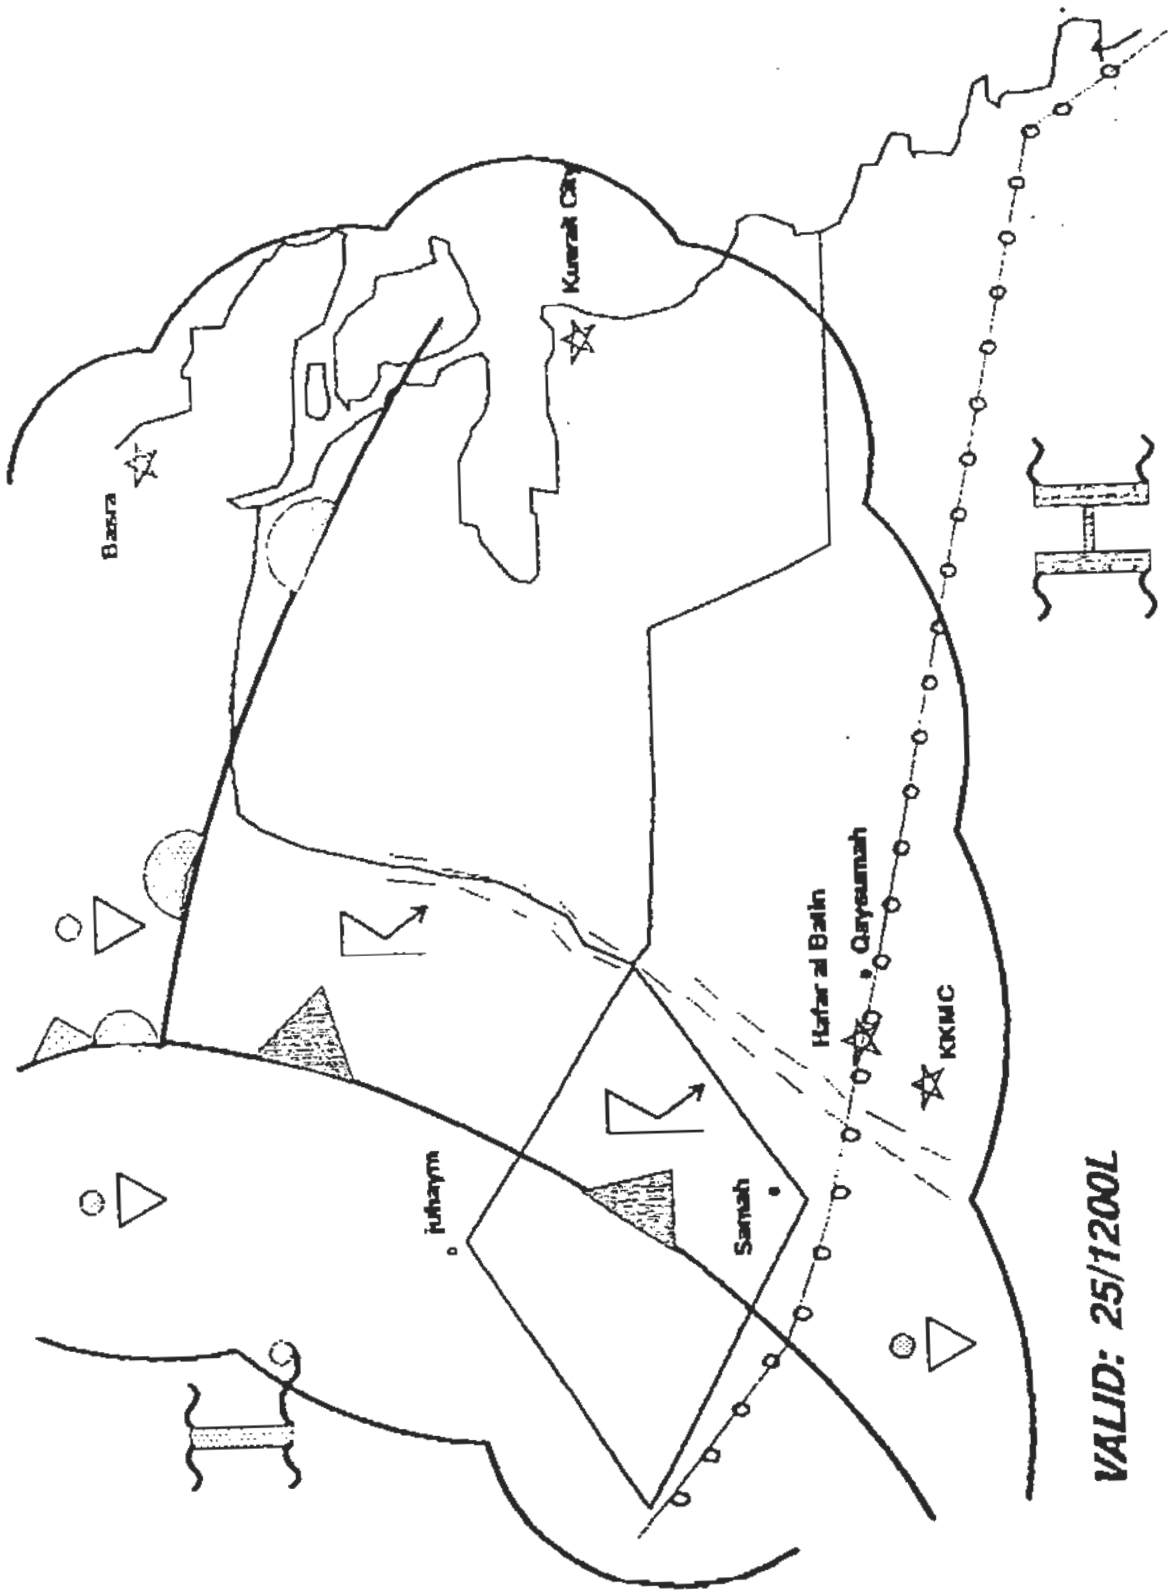 Basra
Kuwait City
juhaym
Samah
Hafar al Batin
Qaysumah
KKMC
VALID: 25/1200L